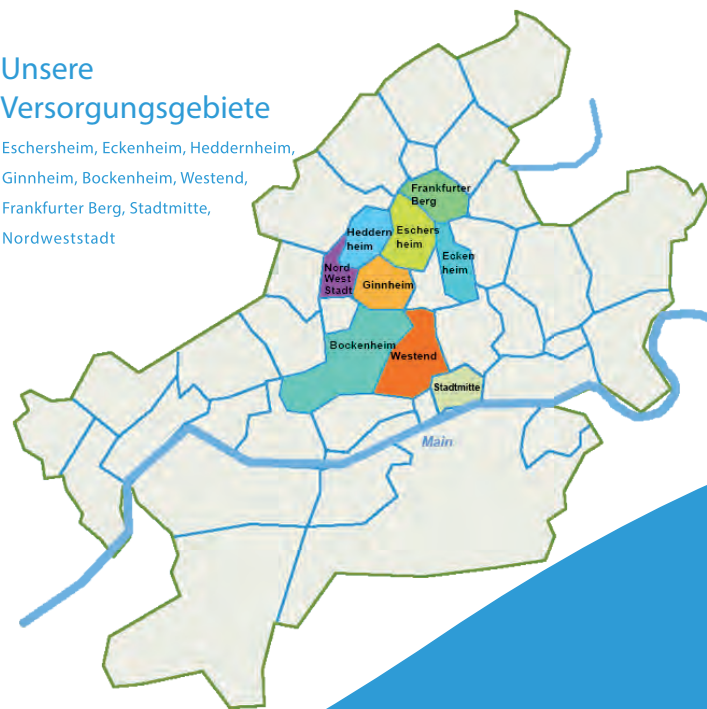 Unsere
Versorgungsgebiete
Eschersheim, Eckenheim, Heddernheim,
Ginnheim, Bockenheim, Westend,
Frankfurter Berg, Stadtmitte,
Nordweststadt
Frankfurter
Berg
Heddern
heim
Eschers
heim
Ecken
heim
Nord
West
Stadt
Ginnheim
Bockenheim
Westend
Stadtmitte
Main